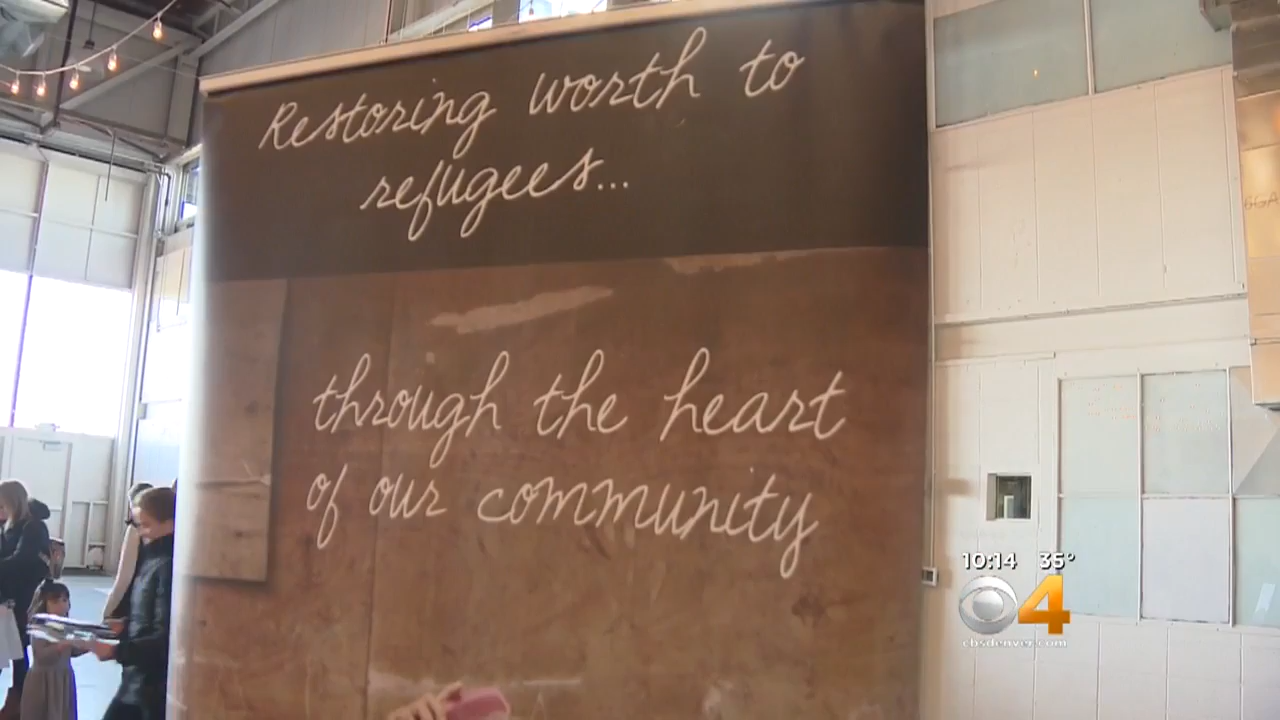 Restoring worth to
refugees...
through the heart
of our community
10:14 35°
4
cbsdenver.com